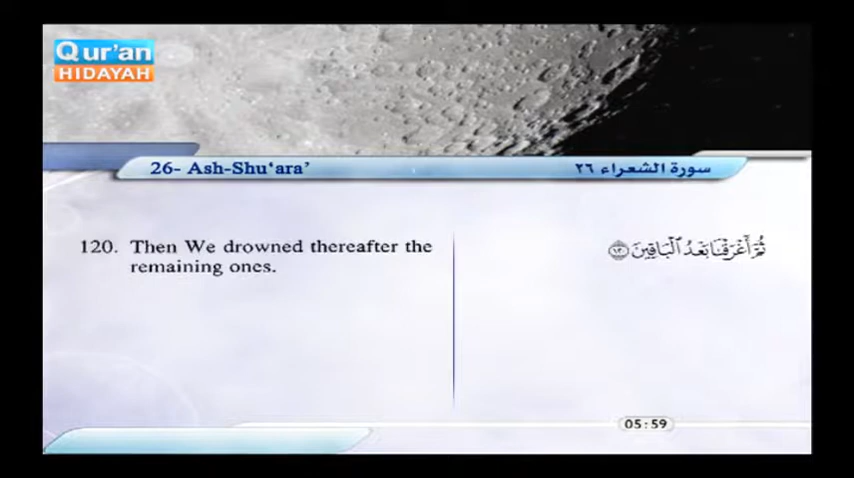 Qur'an
HIDAYAH
26- Ash-Shu‘ara’
سورة الشعراء ٢٦
120. Then We drowned thereafter the
remaining ones.
ثُمَّ أَغْرَقْنَا بَعْدُ ٱلْبَاقِينَ ١٢٠
05:59